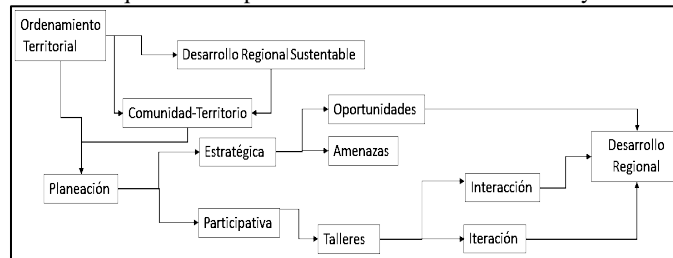 Ordenamiento
Territorial
Desarrollo Regional Sustentable
Comunidad-Territorio
Oportunidades
Estratégica
Amenazas
Desarrollo
Regional
Planeación
Interacción
Participativa
Talleres
Iteración